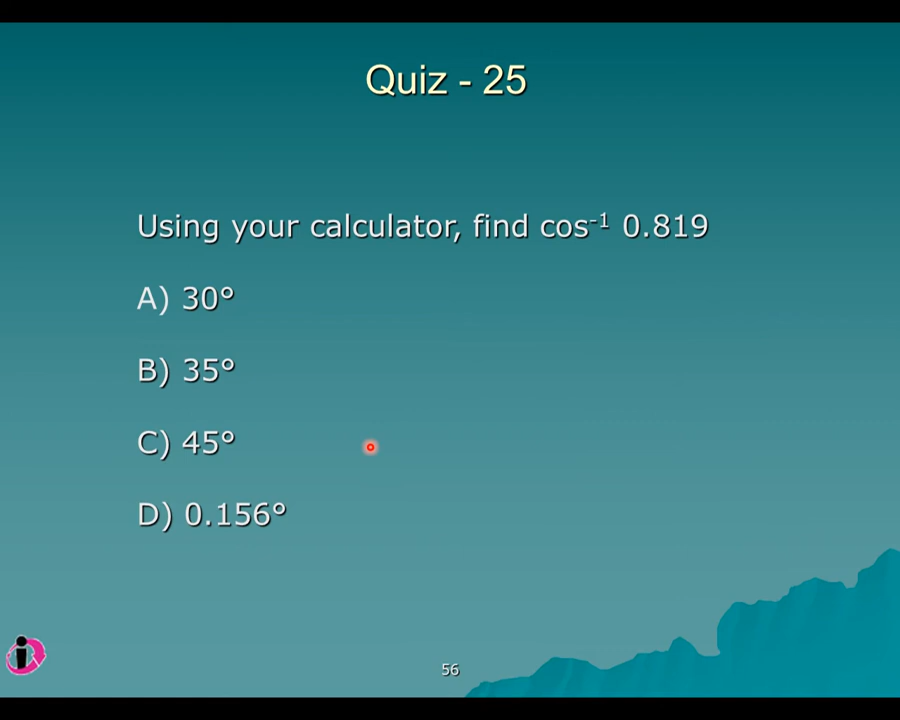 Quiz - 25
Using your calculator, find cos⁻¹ 0.819
A) 30°
B) 35°
C) 45°
D) 0.156°
i
56